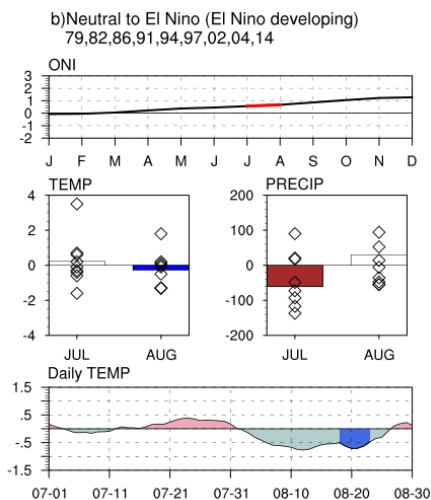 b)Neutral to El Nino (El Nino developing)
79,82,86,91,94,97,02,04,14
ONI
3
2
1
0
-1
-2
J F M A M J J A S O N D
TEMP PRECIP
4 200
2 100
0 0
-2 -100
-4 -200
JUL AUG JUL AUG
Daily TEMP
1.5
.5
-.5
-1.5
07-01 07-11 07-21 07-31 08-10 08-20 08-30